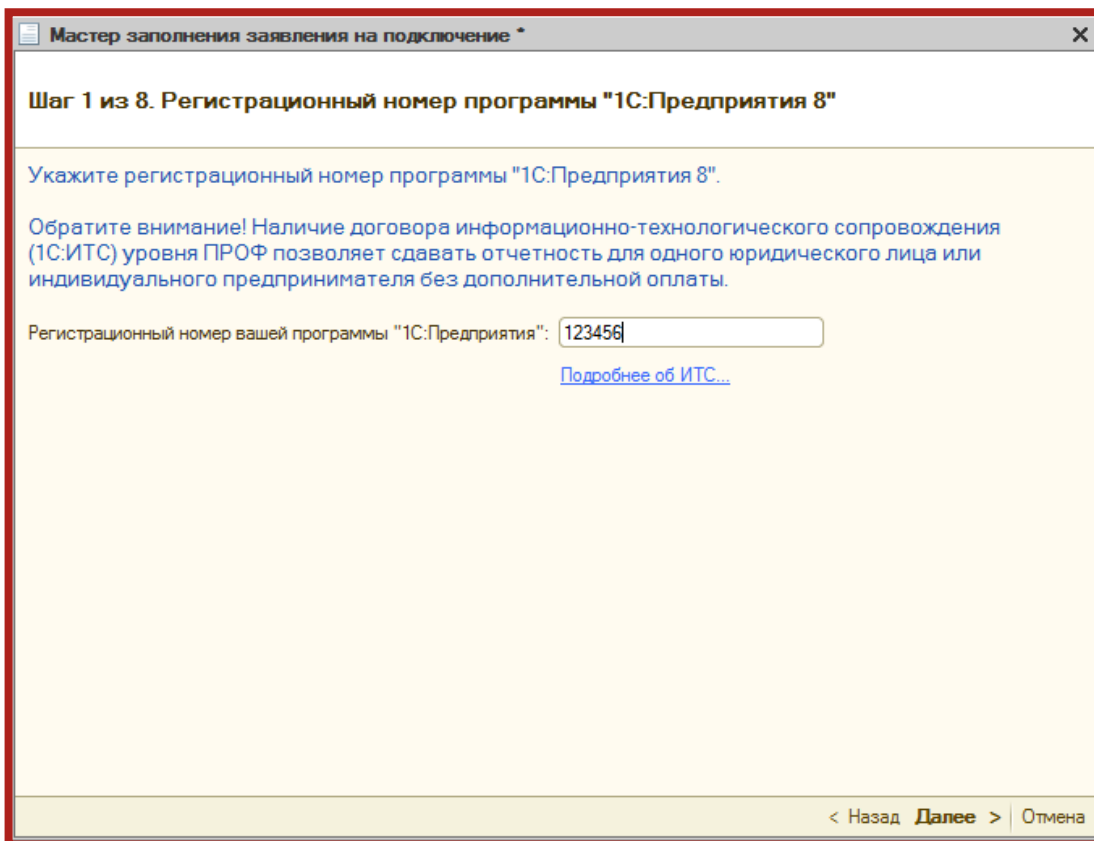 Мастер заполнения заявления на подключение *
Шаг 1 из 8. Регистрационный номер программы "1С:Предприятия 8"
Укажите регистрационный номер программы "1С:Предприятия 8".
Обратите внимание! Наличие договора информационно-технологического сопровождения
(1С:ИТС) уровня ПРОФ позволяет сдавать отчетность для одного юридического лица или
индивидуального предпринимателя без дополнительной оплаты.
Регистрационный номер вашей программы "1С:Предприятия": 123456
Подробнее об ИТС...
< Назад Далее > Отмена